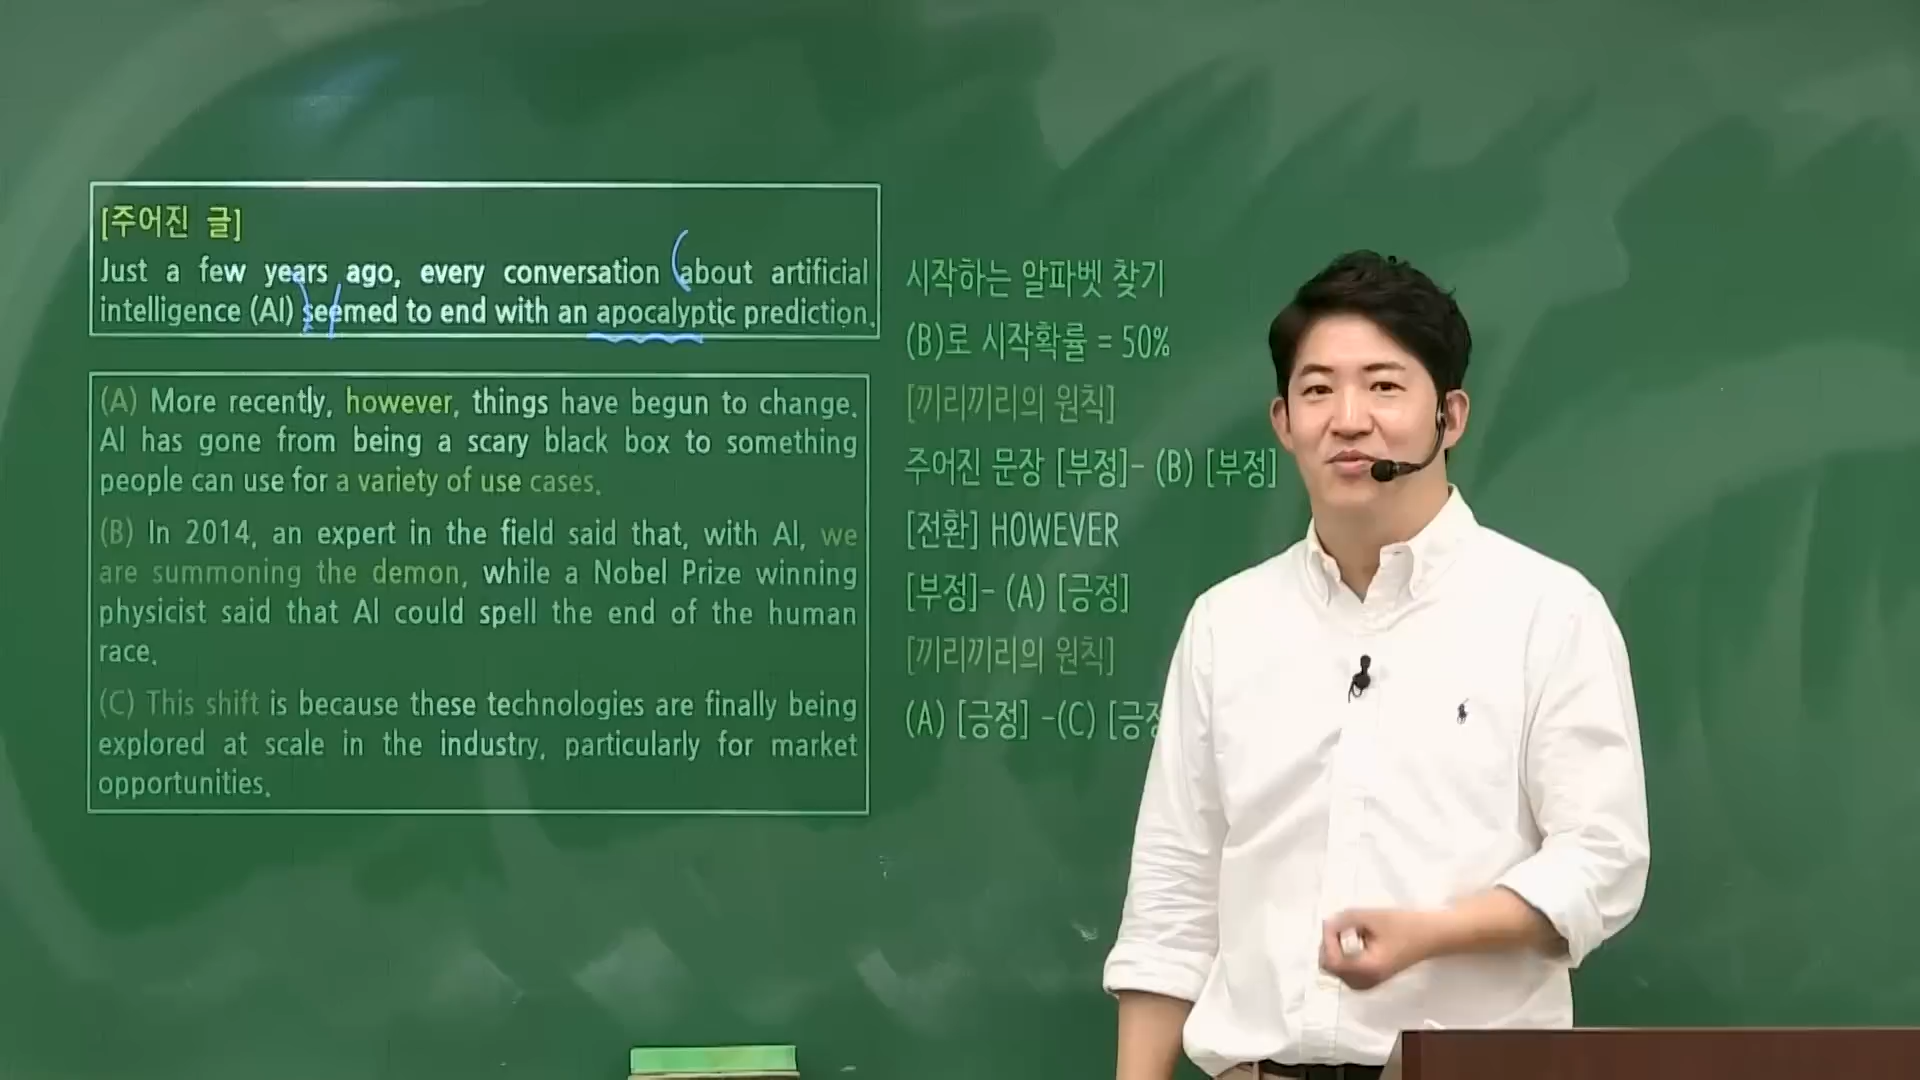 [주어진 글]
Just a few years ago, every conversation about artificial
intelligence (AI) seemed to end with an apocalyptic prediction.
(A) More recently, however, things have begun to change.
AI has gone from being a scary black box to something
people can use for a variety of use cases.
(B) In 2014, an expert in the field said that, with AI, we
are summoning the demon, while a Nobel Prize winning
physicist said that AI could spell the end of the human
race.
(C) This shift is because these technologies are finally being
explored at scale in the industry, particularly for market
opportunities.
시작하는 알파벳 찾기
(B)로 시작확률 = 50%
[끼리끼리의 원칙]
주어진 문장 [부정]- (B) [부정]
[전환] HOWEVER
[부정]- (A) [긍정]
[끼리끼리의 원칙]
(A) [긍정] -(C) [긍정